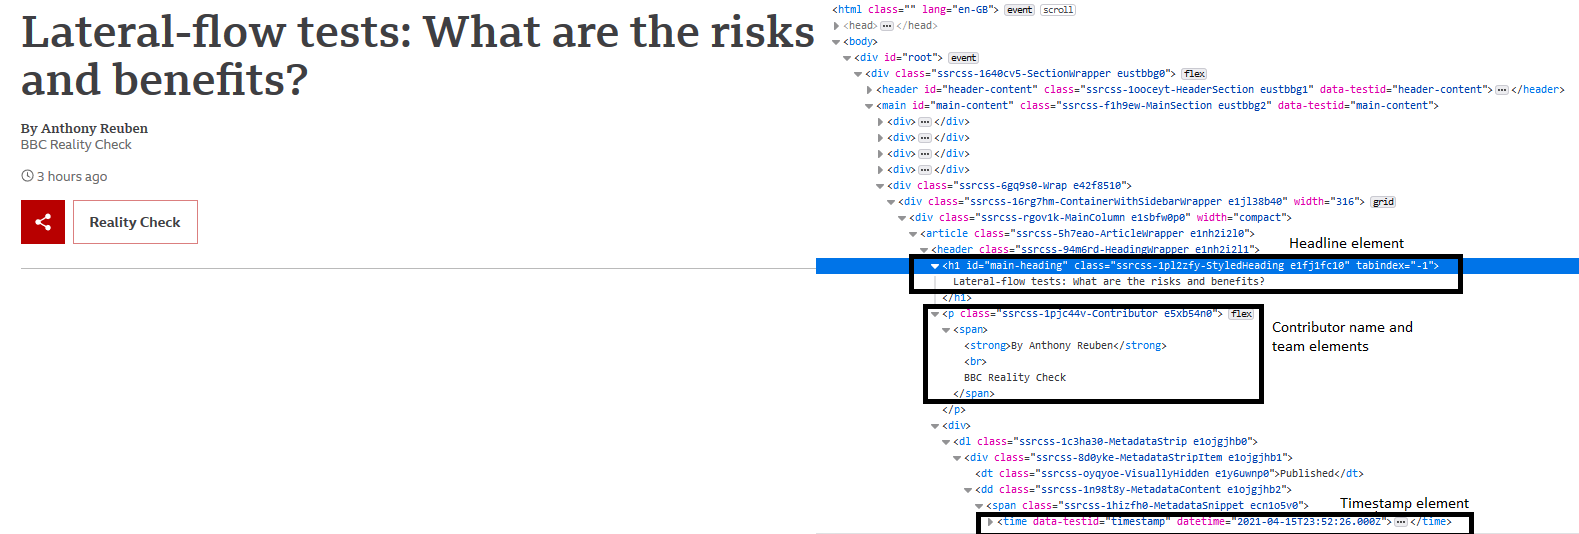 Lateral-flow tests: What are the risks
and benefits?
By Anthony Reuben
BBC Reality Check
3 hours ago
Reality Check
<html class="" lang="en-GB"> event scroll
<head> ··· </head>
<body>
<div id="root"> event
<div class="ssrcss-1640cv5-SectionWrapper eustbbg0"> flex
<header id="header-content" class="ssrcss-1ooceyt-HeaderSection eustbbg1" data-testid="header-content"> ··· </header>
<main id="main-content" class="ssrcss-f1h9ew-MainSection eustbbg2" data-testid="main-content">
<div> ··· </div>
<div> ··· </div>
<div> ··· </div>
<div> ··· </div>
<div class="ssrcss-6gq9s0-Wrap e42f8510">
<div class="ssrcss-16rg7hm-ContainerWithSidebarWrapper e1jl38b40" width="316"> grid
<div class="ssrcss-rgov1k-MainColumn e1sbfw0p0" width="compact">
<article class="ssrcss-5h7eao-ArticleWrapper e1nh2i2l0">
<header class="ssrcss-94m6rd-HeadingWrapper e1nh2i2l1">
Headline element
<h1 id="main-heading" class="ssrcss-1pl2zfy-StyledHeading e1fj1fc10" tabindex="-1">
Lateral-flow tests: What are the risks and benefits?
</h1>
<p class="ssrcss-1pjc44v-Contributor e5xb54n0"> flex
<span>
<strong>By Anthony Reuben</strong>
<br>
BBC Reality Check
</span>
</p>
Contributor name and
team elements
<div>
<dl class="ssrcss-1c3ha30-MetadataStrip e1ojgjhb0">
<div class="ssrcss-8d0yke-MetadataStripItem e1ojgjhb1">
<dt class="ssrcss-oyqyoe-VisuallyHidden e1y6uwnp0">Published</dt>
<dd class="ssrcss-1n98t8y-MetadataContent e1ojgjhb2">
<span class="ssrcss-1hizfh0-MetadataSnippet ecn1o5v0">
Timestamp element
<time data-testid="timestamp" datetime="2021-04-15T23:52:26.000Z"> ··· </time>